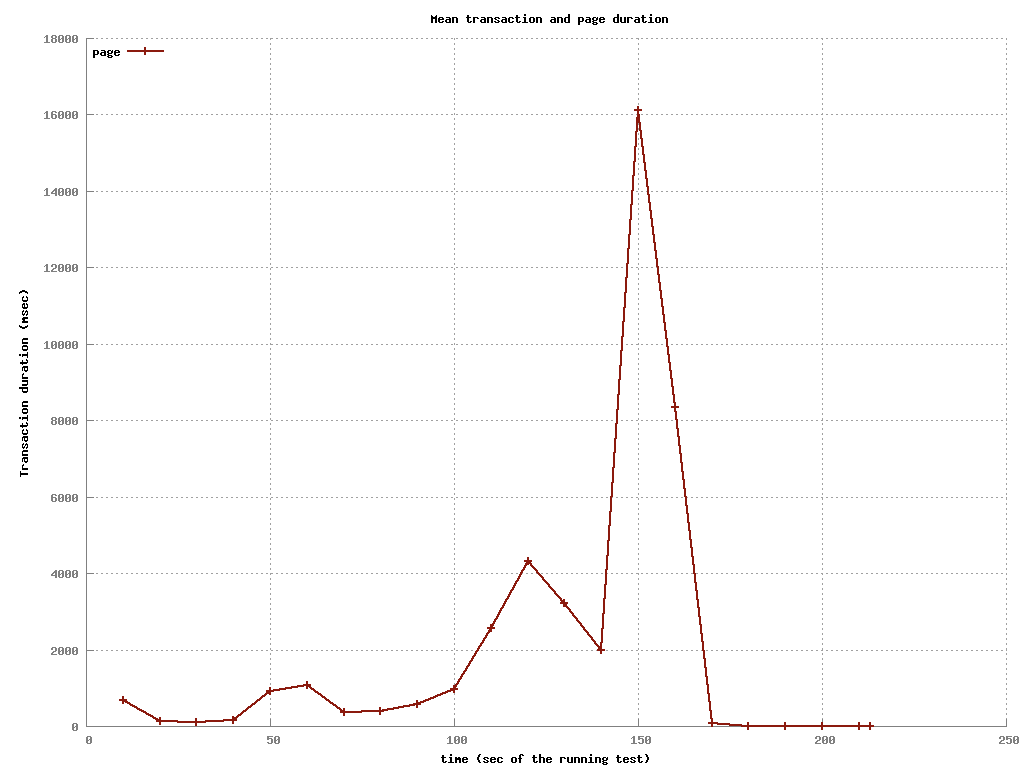 Mean transaction and page duration
18000
page
16000
14000
12000
10000
8000
6000
4000
2000
0
Transaction duration (msec)
0 50 100 150 200 250
time (sec of the running test)